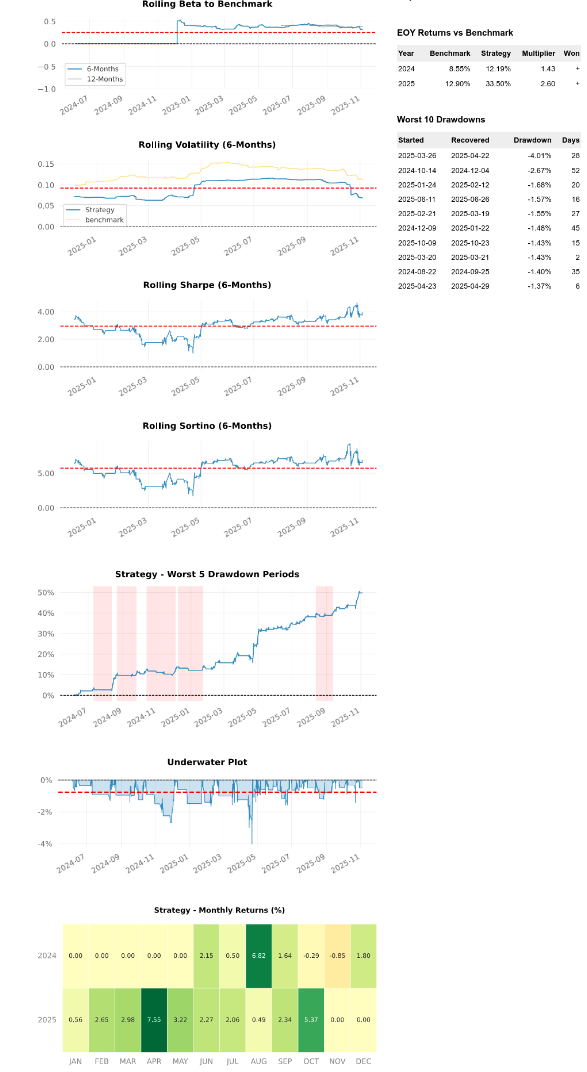 Rolling Beta to Benchmark
0.5
0.0
−0.5
−1.0
6-Months
12-Months
2024-07
2024-09
2024-11
2025-01
2025-03
2025-05
2025-07
2025-09
2025-11
Rolling Volatility (6-Months)
0.15
0.10
0.05
0.00
Strategy
benchmark
2025-01
2025-03
2025-05
2025-07
2025-09
2025-11
Rolling Sharpe (6-Months)
4.00
2.00
0.00
2025-01
2025-03
2025-05
2025-07
2025-09
2025-11
Rolling Sortino (6-Months)
5.00
0.00
2025-01
2025-03
2025-05
2025-07
2025-09
2025-11
Strategy - Worst 5 Drawdown Periods
50%
40%
30%
20%
10%
0%
2024-07
2024-09
2024-11
2025-01
2025-03
2025-05
2025-07
2025-09
2025-11
Underwater Plot
0%
-2%
-4%
2024-07
2024-09
2024-11
2025-01
2025-03
2025-05
2025-07
2025-09
2025-11
Strategy - Monthly Returns (%)
2024 0.00 0.00 0.00 0.00 0.00 2.15 0.50 6.82 1.64 -0.29 -0.85 1.80
2025 0.56 2.65 2.98 7.55 3.22 2.27 2.06 0.49 2.34 5.37 0.00 0.00
JAN FEB MAR APR MAY JUN JUL AUG SEP OCT NOV DEC
EOY Returns vs Benchmark
Year Benchmark Strategy Multiplier Won
2024 8.55% 12.19% 1.43 +
2025 12.90% 33.50% 2.60 +
Worst 10 Drawdowns
Started Recovered Drawdown Days
2025-03-26 2025-04-22 -4.01% 28
2024-10-14 2024-12-04 -2.67% 52
2025-01-24 2025-02-12 -1.68% 20
2025-06-11 2025-06-26 -1.57% 16
2025-02-21 2025-03-19 -1.55% 27
2024-12-09 2025-01-22 -1.48% 45
2025-10-09 2025-10-23 -1.43% 15
2025-03-20 2025-03-21 -1.43% 2
2024-08-22 2024-09-25 -1.40% 35
2025-04-23 2025-04-29 -1.37% 6